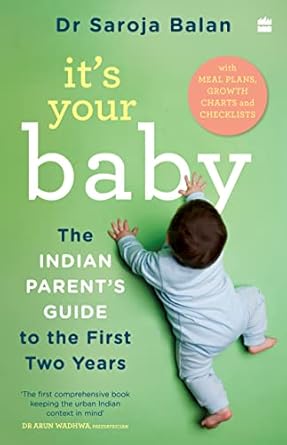 Dr Saroja Balan
it's your
baby
with
MEAL PLANS,
GROWTH
CHARTS and
CHECKLISTS
The
INDIAN
PARENT'S
GUIDE
to the First
Two Years
'The first comprehensive book
keeping the urban Indian
context in mind'
DR ARUN WADHWA, PAEDIATRICIAN